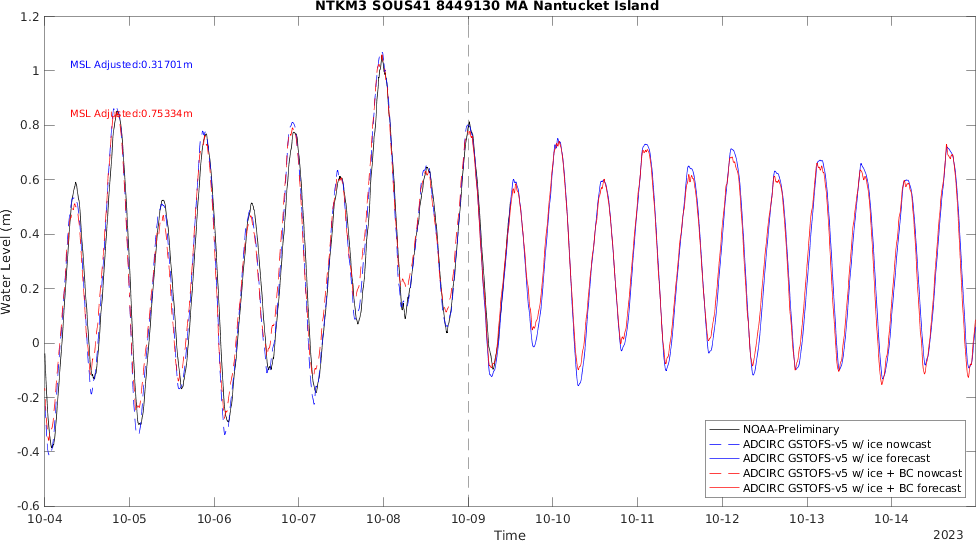 NTKM3 SOUS41 8449130 MA Nantucket Island
1.2
1
0.8
0.6
0.4
0.2
0
-0.2
-0.4
-0.6
Water Level (m)
MSL Adjusted:0.31701m
MSL Adjusted:0.75334m
NOAA-Preliminary
ADCIRC GSTOFS-v5 w/ ice nowcast
ADCIRC GSTOFS-v5 w/ ice forecast
ADCIRC GSTOFS-v5 w/ ice + BC nowcast
ADCIRC GSTOFS-v5 w/ ice + BC forecast
10-04 10-05 10-06 10-07 10-08 10-09 10-10 10-11 10-12 10-13 10-14
Time
2023